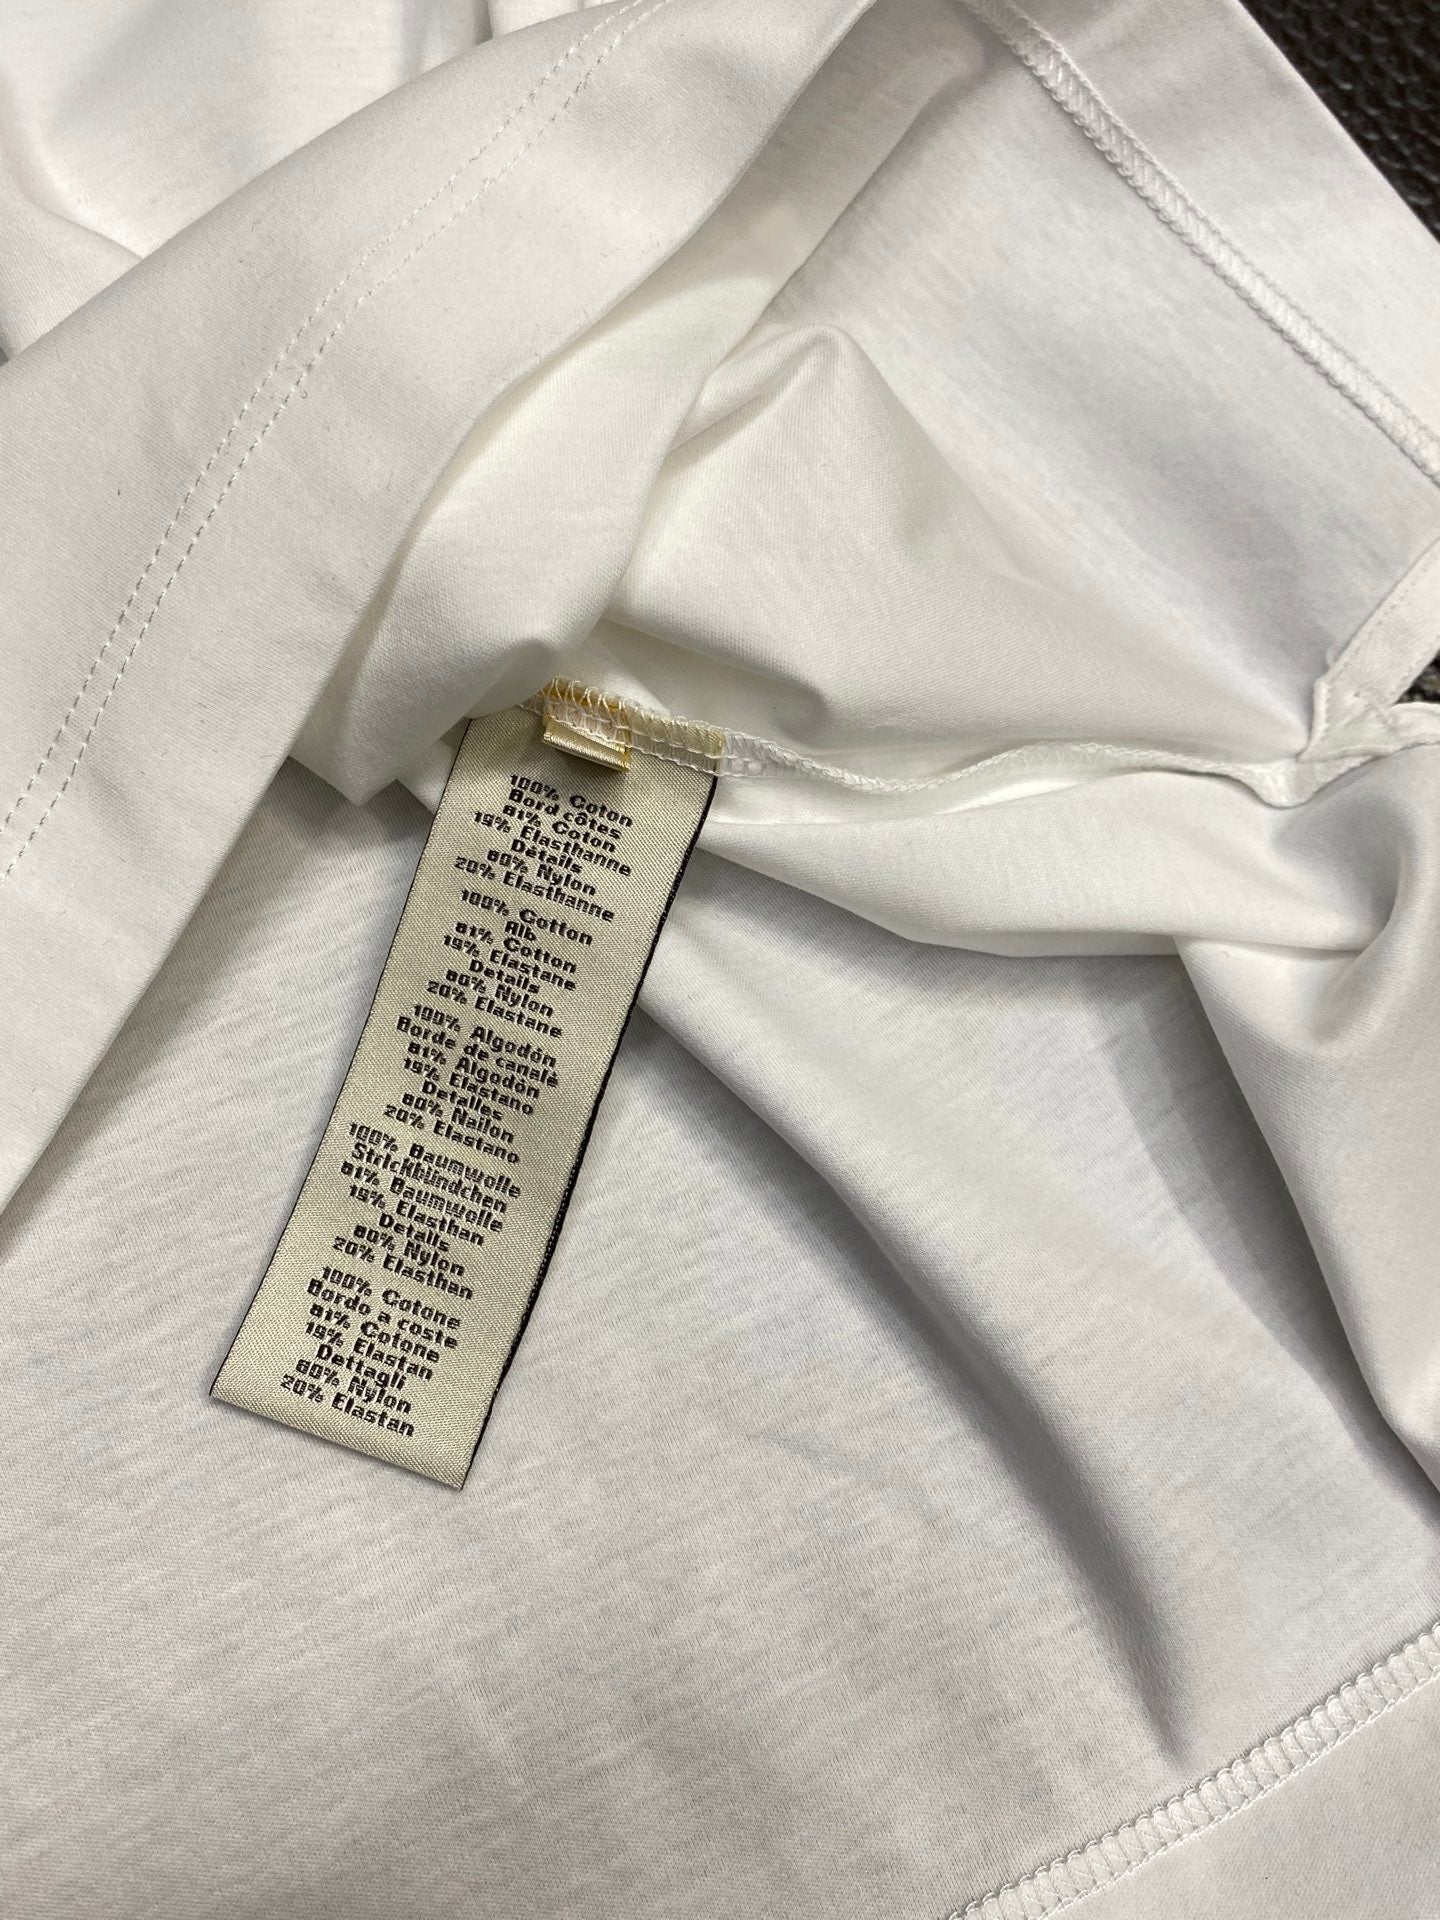 100% Coton
Bord côtes
81% Coton
19% Elasthanne
Détails
80% Nylon
20% Elasthanne
100% Cotton
Rib
81% Cotton
19% Elastane
Details
80% Nylon
20% Elastane
100% Algodón
Borde de canalé
81% Algodón
19% Elastano
Detalles
80% Nailon
20% Elastano
100% Baumwolle
Strickbündchen
81% Baumwolle
19% Elasthan
Details
80% Nylon
20% Elasthan
100% Cotone
Bordo a coste
81% Cotone
19% Elastan
Dettagli
80% Nylon
20% Elastan